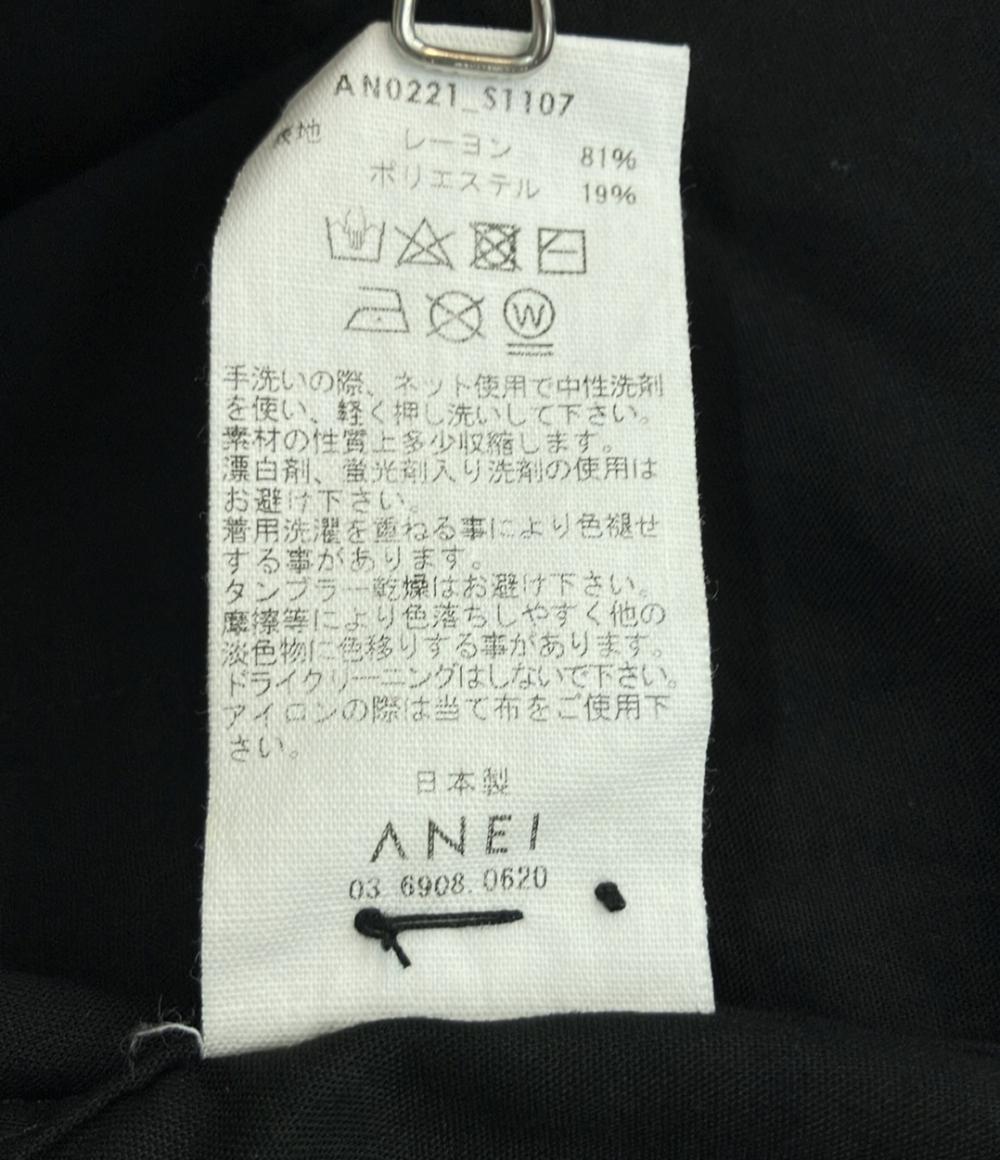 AN0221_S1107
表地 レーヨン 81%
ポリエステル 19%
W
手洗いの際、ネット使用で中性洗剤
を使い、軽く押し洗いして下さい。
素材の性質上多少収縮します。
漂白剤、蛍光剤入り洗剤の使用は
お避け下さい。
着用洗濯を重ねる事により色褪せ
する事があります。
タンブラー乾燥はお避け下さい。
摩擦等により色落ちしやすく他の
淡色物に色移りする事があります。
ドライクリーニングはしないで下さい。
アイロンの際は当て布をご使用下
さい。
日本製
ANEI
03 6908.0620